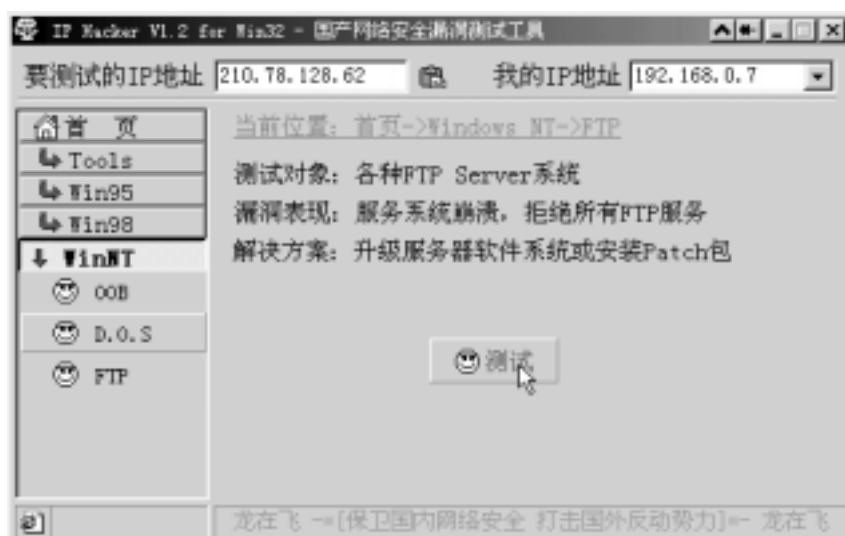 IP Hacker V1.2 for Win32 - 国产网络安全漏洞测试工具
要测试的IP地址 210.78.128.62 我的IP地址 192.168.0.7
首 页
当前位置: 首页->Windows NT->FTP
Tools
测试对象: 各种FTP Server系统
Win95
漏洞表现: 服务系统崩溃, 拒绝所有FTP服务
Win98
解决方案: 升级服务器软件系统或安装Patch包
WinNT
OOB
D.O.S
FTP
测试
龙在飞 -=[保卫国内网络安全 打击国外反动势力]=- 龙在飞